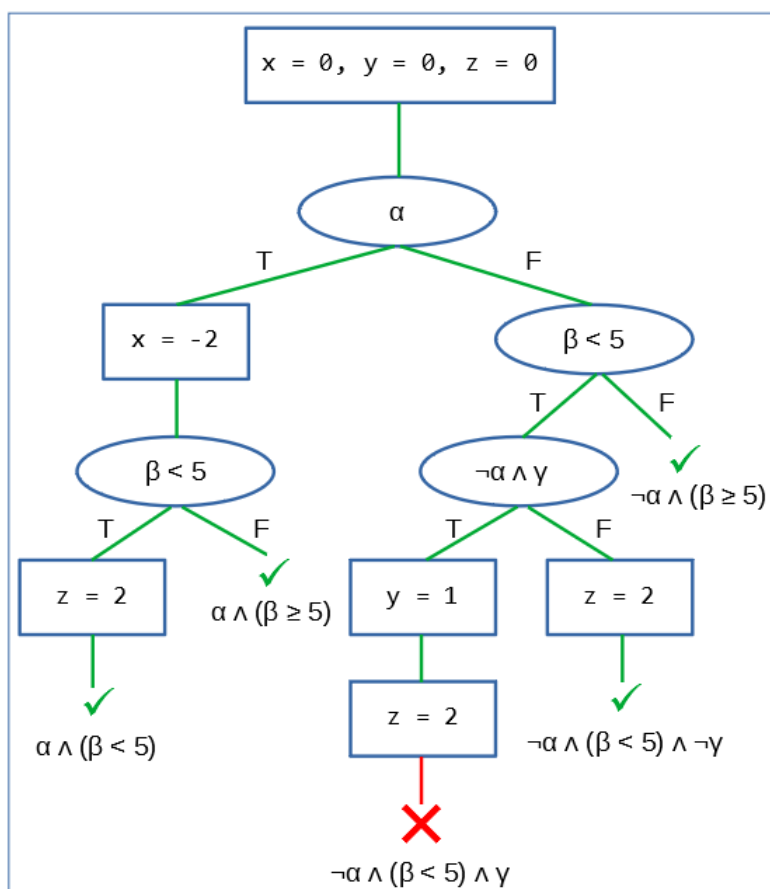 x = 0, y = 0, z = 0
α
T
F
x = -2
β < 5
T
F
β < 5
¬α ∧ γ
¬α ∧ (β ≥ 5)
T
F
T
F
z = 2
α ∧ (β ≥ 5)
y = 1
z = 2
z = 2
α ∧ (β < 5)
¬α ∧ (β < 5) ∧ ¬γ
¬α ∧ (β < 5) ∧ γ